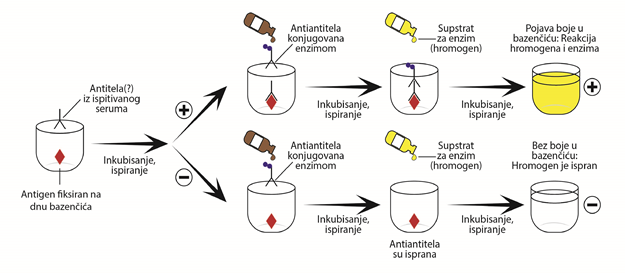 Antitela(?)
iz ispitivanog
seruma
Antigen fiksiran na
dnu bazenčića
Inkubisanje,
ispiranje
+
−
Antiantitela
konjugovana
enzimom
Inkubisanje,
ispiranje
Supstrat
za enzim
(hromogen)
Inkubisanje,
ispiranje
Pojava boje u
bazenčiću: Reakcija
hromogena i enzima
+
Antiantitela
konjugovana
enzimom
Inkubisanje,
ispiranje
Supstrat
za enzim
(hromogen)
Antiantitela
su isprana
Inkubisanje,
ispiranje
Bez boje u
bazenčiću:
Hromogen je ispran
−